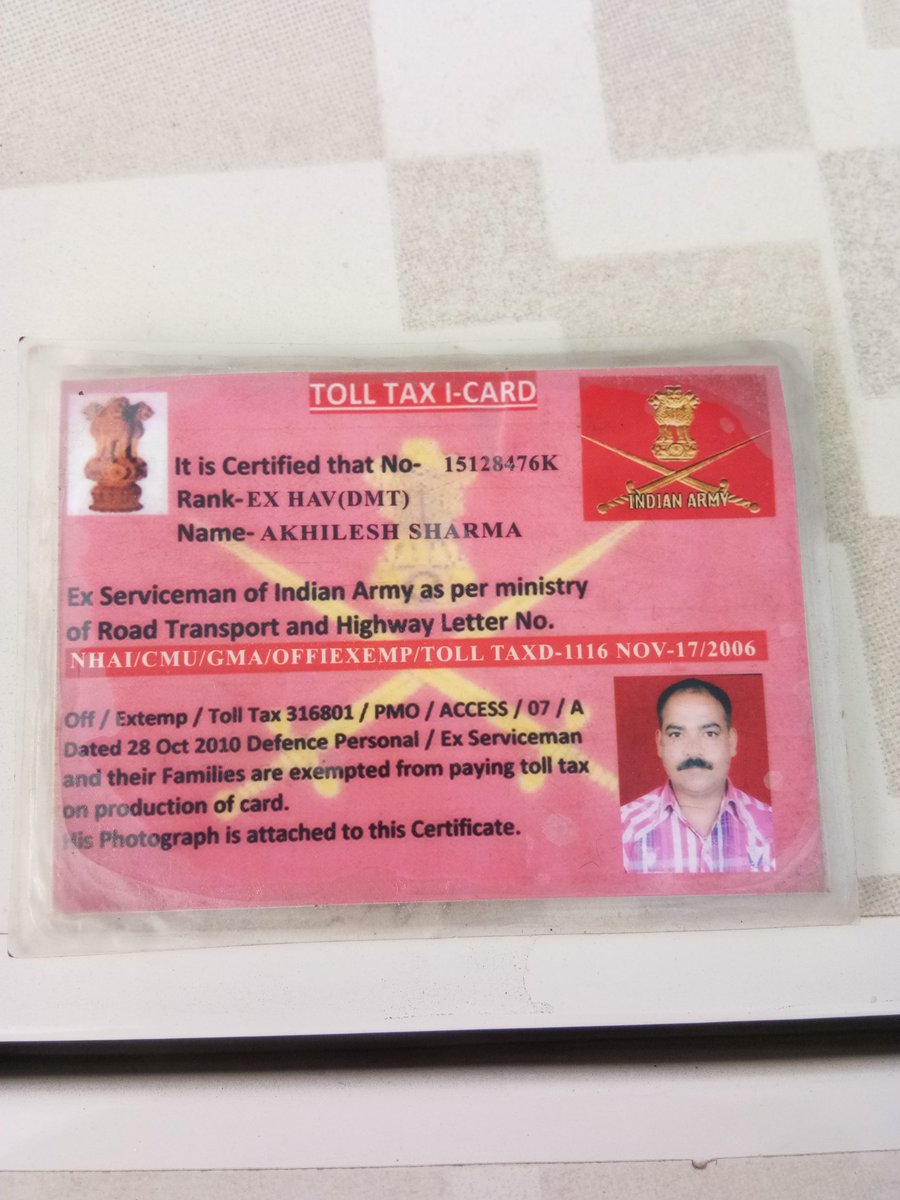 TOLL TAX I-CARD
It is Certified that No- 15128476K
Rank- EX HAV(DMT)
Name- AKHILESH SHARMA
INDIAN ARMY
Ex Serviceman of Indian Army as per ministry
of Road Transport and Highway Letter No.
NHAI/CMU/GMA/OFFIEXEMP/TOLL TAXD-1116 NOV-17/2006
Off / Extemp / Toll Tax 316801 / PMO / ACCESS / 07 / A
Dated 28 Oct 2010 Defence Personal / Ex Serviceman
and their Families are exempted from paying toll tax
on production of card.
His Photograph is attached to this Certificate.